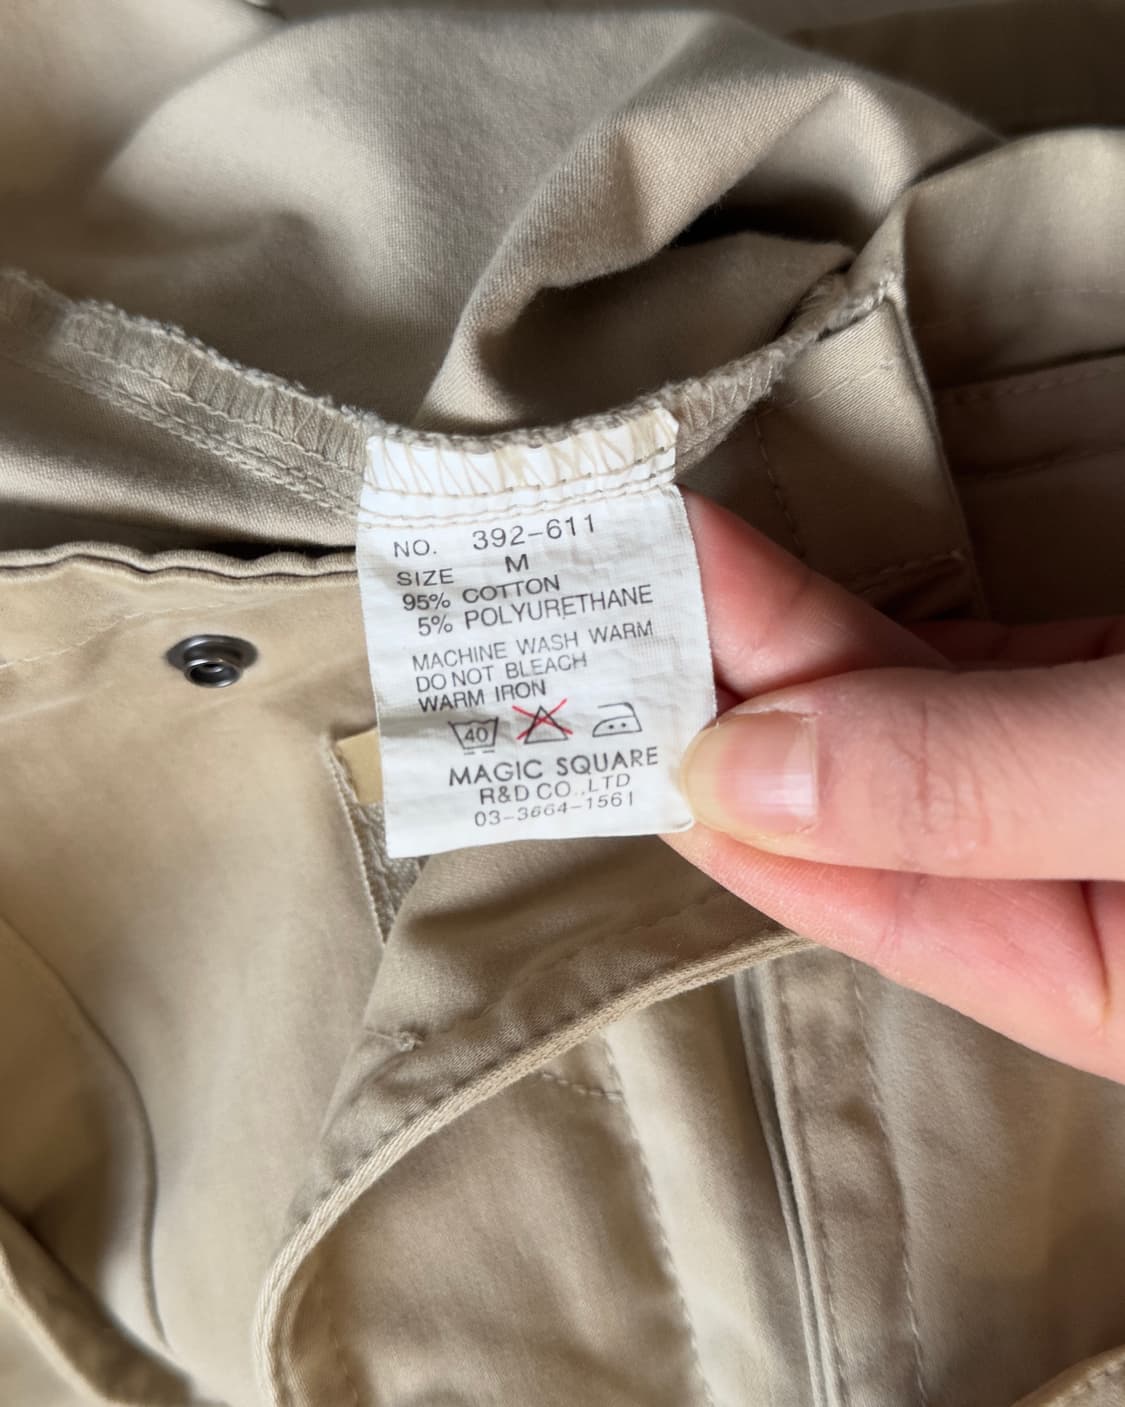 NO. 392-611
SIZE M
95% COTTON
5% POLYURETHANE
MACHINE WASH WARM
DO NOT BLEACH
WARM IRON
40
MAGIC SQUARE
R&D CO.,LTD
03-3664-1561